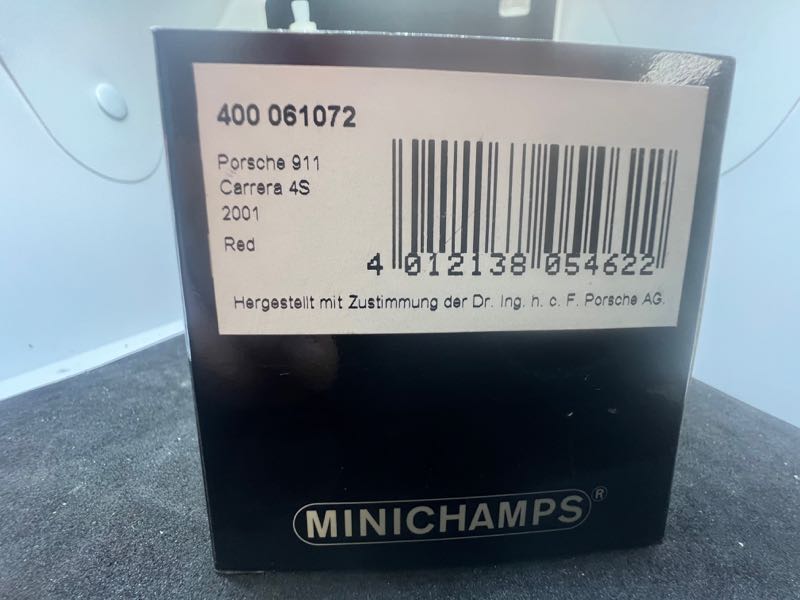 400 061072
Porsche 911
Carrera 4S
2001
Red
4 012138 054622
Hergestellt mit Zustimmung der Dr. Ing. h. c. F. Porsche AG.
MINICHAMPS®